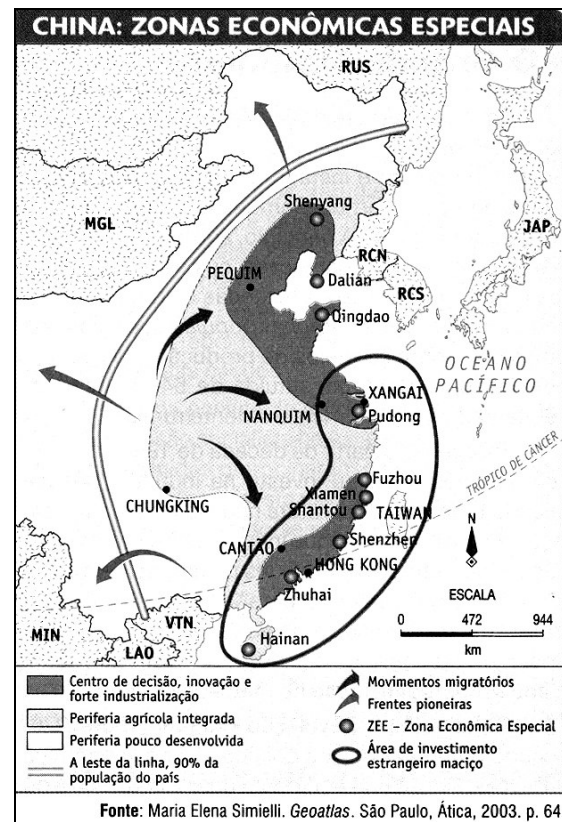 CHINA: ZONAS ECONÔMICAS ESPECIAIS
RUS
MGL
Shenyang
JAP
RCN
PEQUIM
Dalian
RCS
Qingdao
OCEANO
PACÍFICO
XANGAI
NANQUIM
Pudong
TRÓPICO DE CÂNCER
Fuzhou
CHUNGKING
Xiamen
Shantou
TAIWAN
N
CANTÃO
Shenzhen
HONG KONG
ESCALA
Zhuhai
0 472 944
km
MIN
VTN
LAO
Hainan
Centro de decisão, inovação e
forte industrialização
Periferia agrícola integrada
Periferia pouco desenvolvida
A leste da linha, 90% da
população do país
Movimentos migratórios
Frentes pioneiras
ZEE – Zona Econômica Especial
Área de investimento
estrangeiro maciço
Fonte: Maria Elena Simielli. Geoatlas. São Paulo, Ática, 2003. p. 64